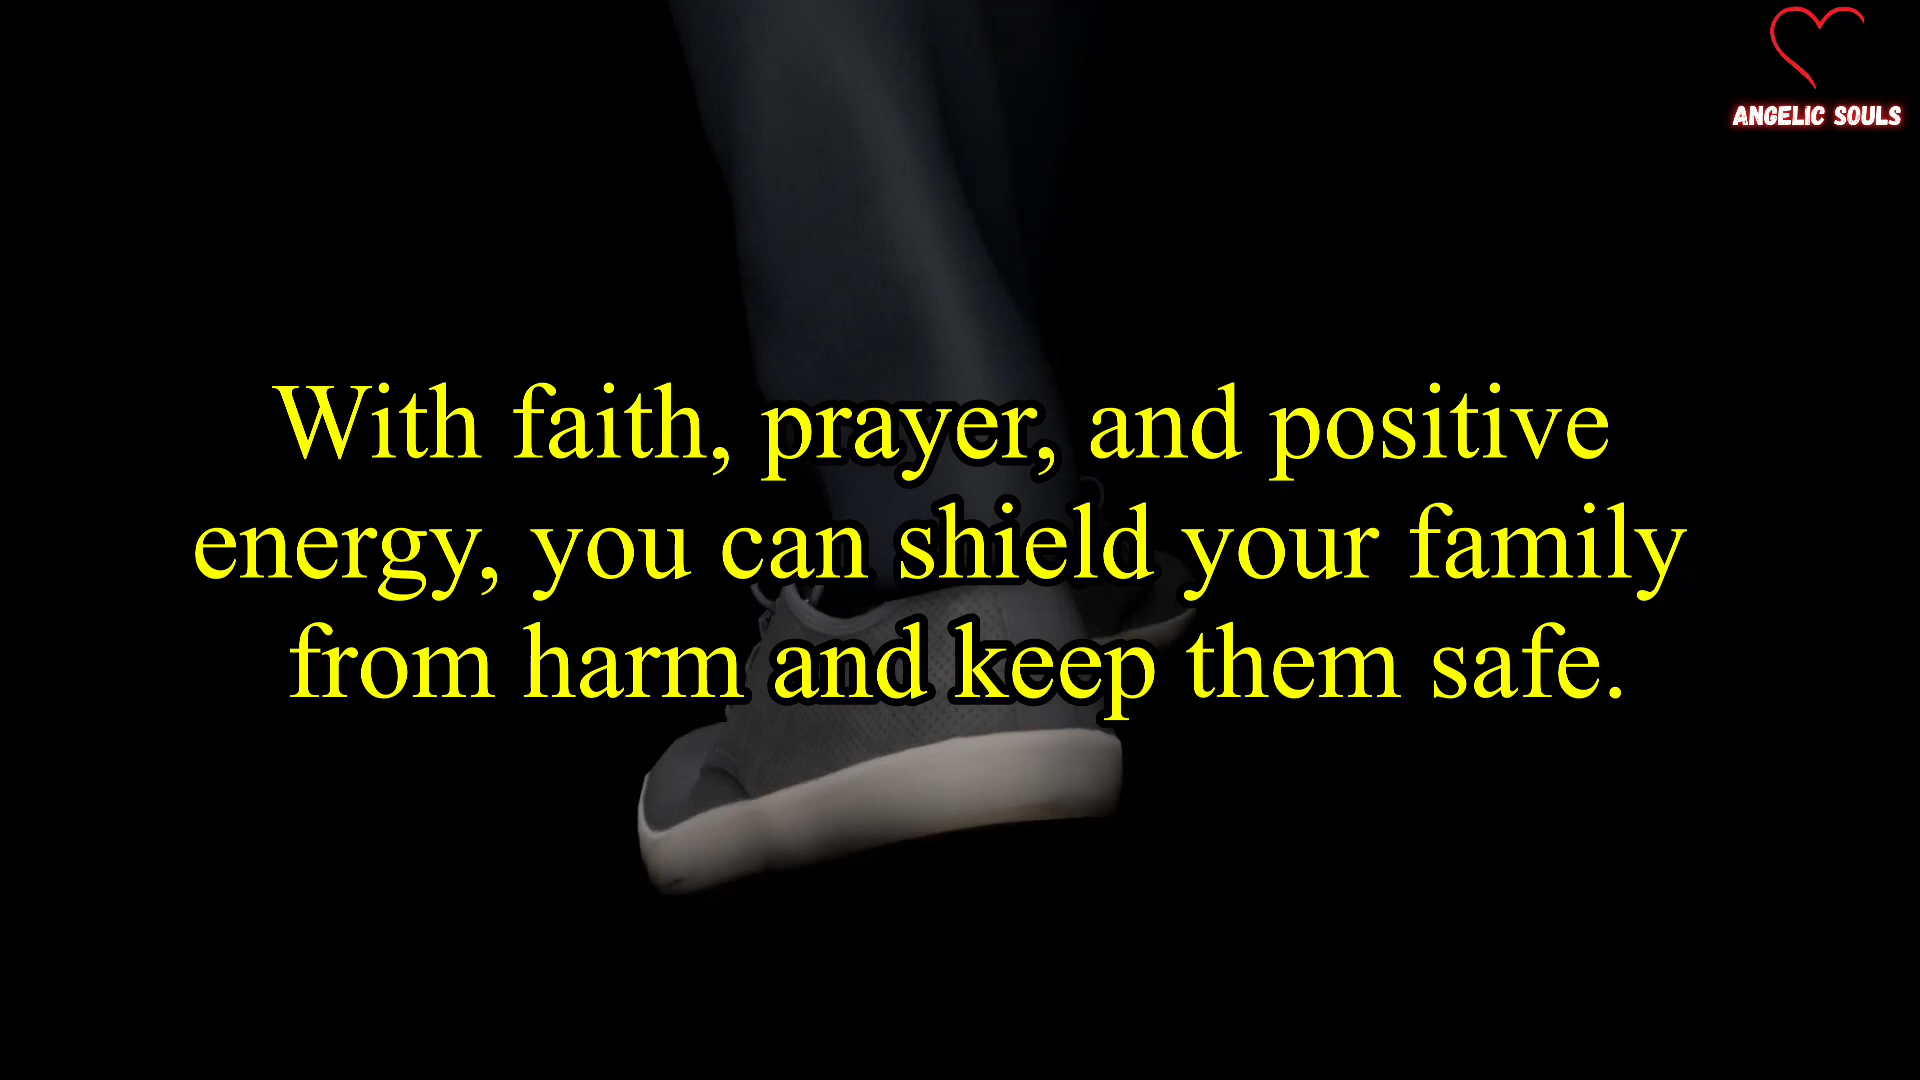 ANGELIC SOULS
With faith, prayer, and positive
energy, you can shield your family
from harm and keep them safe.